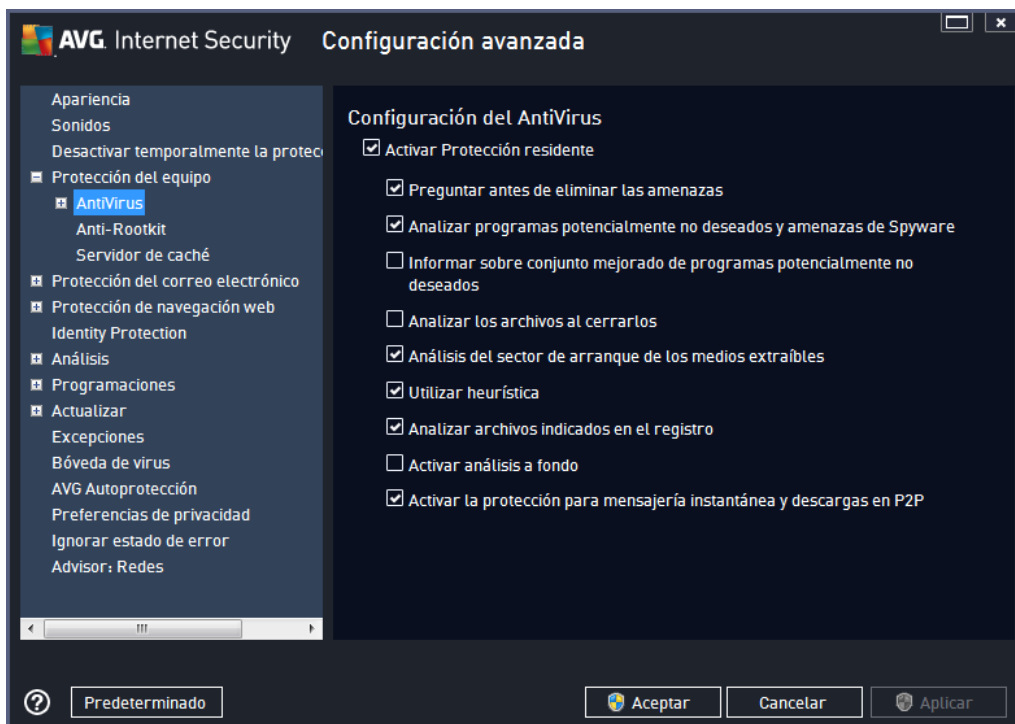 AVG. Internet Security Configuración avanzada
Apariencia
Sonidos
Desactivar temporalmente la protec
Protección del equipo
AntiVirus
Anti-Rootkit
Servidor de caché
Protección del correo electrónico
Protección de navegación web
Identity Protection
Análisis
Programaciones
Actualizar
Excepciones
Bóveda de virus
AVG Autoprotección
Preferencias de privacidad
Ignorar estado de error
Advisor: Redes
Configuración del AntiVirus
Activar Protección residente
Preguntar antes de eliminar las amenazas
Analizar programas potencialmente no deseados y amenazas de Spyware
Informar sobre conjunto mejorado de programas potencialmente no
deseados
Analizar los archivos al cerrarlos
Análisis del sector de arranque de los medios extraíbles
Utilizar heurística
Analizar archivos indicados en el registro
Activar análisis a fondo
Activar la protección para mensajería instantánea y descargas en P2P
Predeterminado
Aceptar
Cancelar
Aplicar